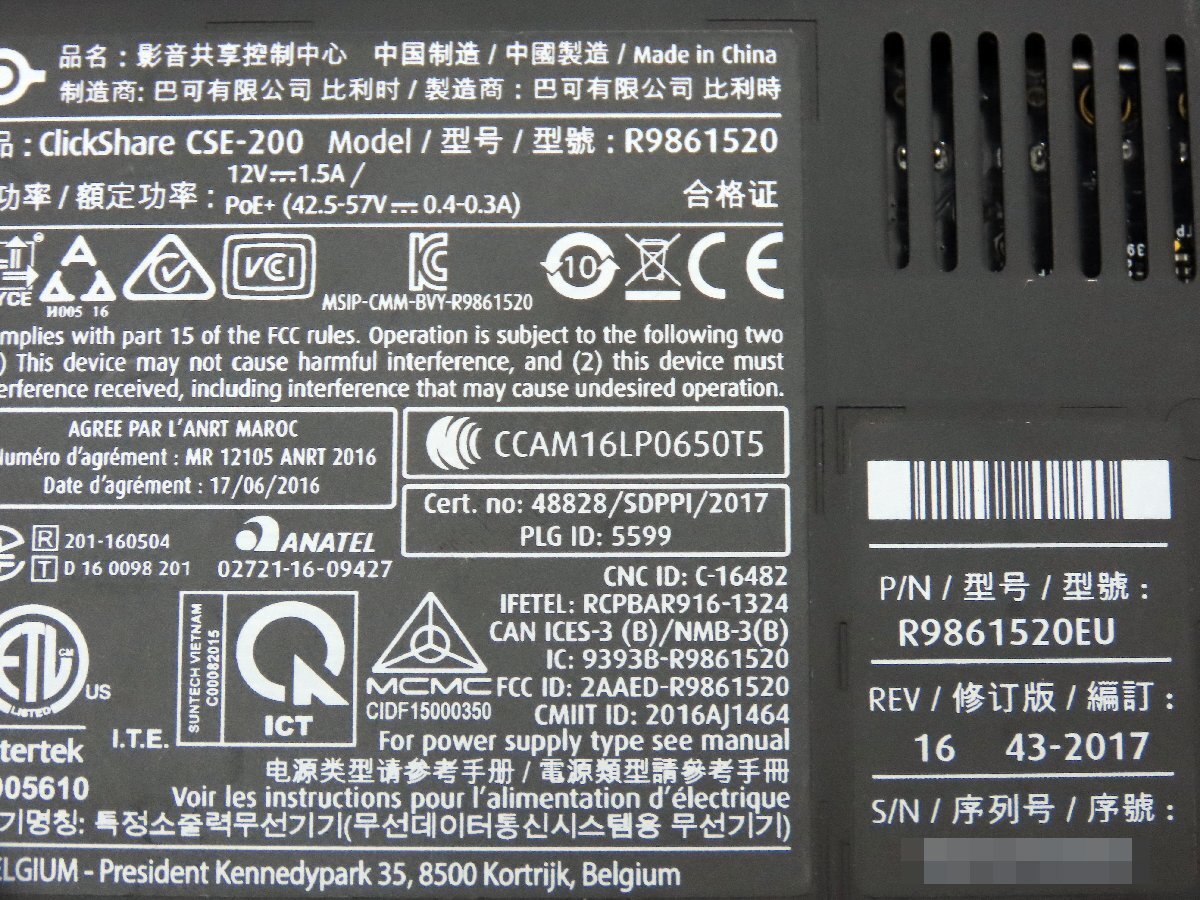 品名：影音共享控制中心 中国制造 / 中國製造 / Made in China
制造商: 巴可有限公司 比利时 / 製造商：巴可有限公司 比利時
品 : ClickShare CSE-200 Model / 型号 / 型號 : R9861520
功率 / 額定功率 :
12V⎓1.5A /
PoE+ (42.5-57V⎓ 0.4-0.3A)
合格证
YCE
H005 16
VCCI
MSIP-CMM-BVY-R9861520
10
CE
mplies with part 15 of the FCC rules. Operation is subject to the following two
) This device may not cause harmful interference, and (2) this device must
erference received, including interference that may cause undesired operation.
AGREE PAR L'ANRT MAROC
uméro d'agrément : MR 12105 ANRT 2016
Date d'agrément : 17/06/2016
CCAM16LP0650T5
Cert. no: 48828/SDPPI/2017
PLG ID: 5599
R 201-160504
T D 16 0098 201
ANATEL
02721-16-09427
CNC ID: C-16482
IFETEL: RCPBAR916-1324
CAN ICES-3 (B)/NMB-3(B)
IC: 9393B-R9861520
FCC ID: 2AAED-R9861520
CMIIT ID: 2016AJ1464
ETL CM
LISTED
US
tertek
005610
I.T.E.
SUNTECH VIETNAM
C00082015
ICT
MCMC
CIDF15000350
For power supply type see manual
电源类型请参考手册 / 電源類型請參考手冊
Voir les instructions pour l'alimentation d'électrique
기명칭: 특정소출력무선기기(무선데이터통신시스템용 무선기기)
ELGIUM - President Kennedypark 35, 8500 Kortrijk, Belgium
39
P/N / 型号 / 型號 :
R9861520EU
REV / 修订版 / 編訂 :
16 43-2017
S/N / 序列号 / 序號 :